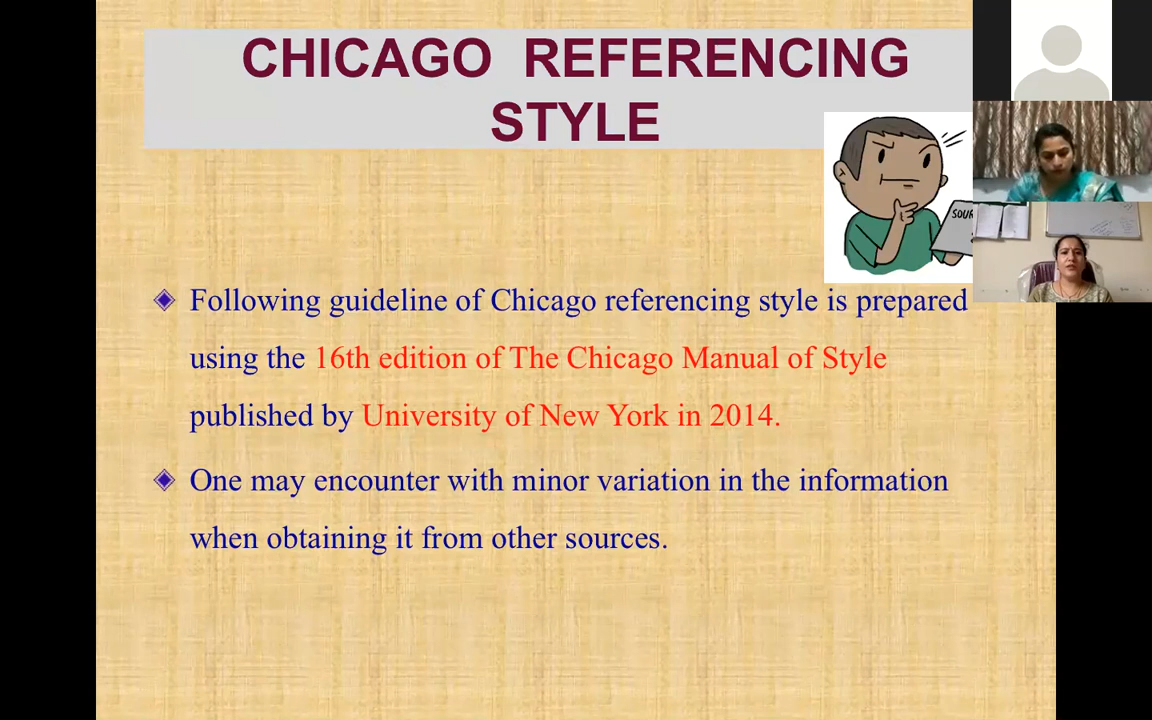 CHICAGO REFERENCING
STYLE
SOUR
Following guideline of Chicago referencing style is prepared
using the 16th edition of The Chicago Manual of Style
published by University of New York in 2014.
One may encounter with minor variation in the information
when obtaining it from other sources.